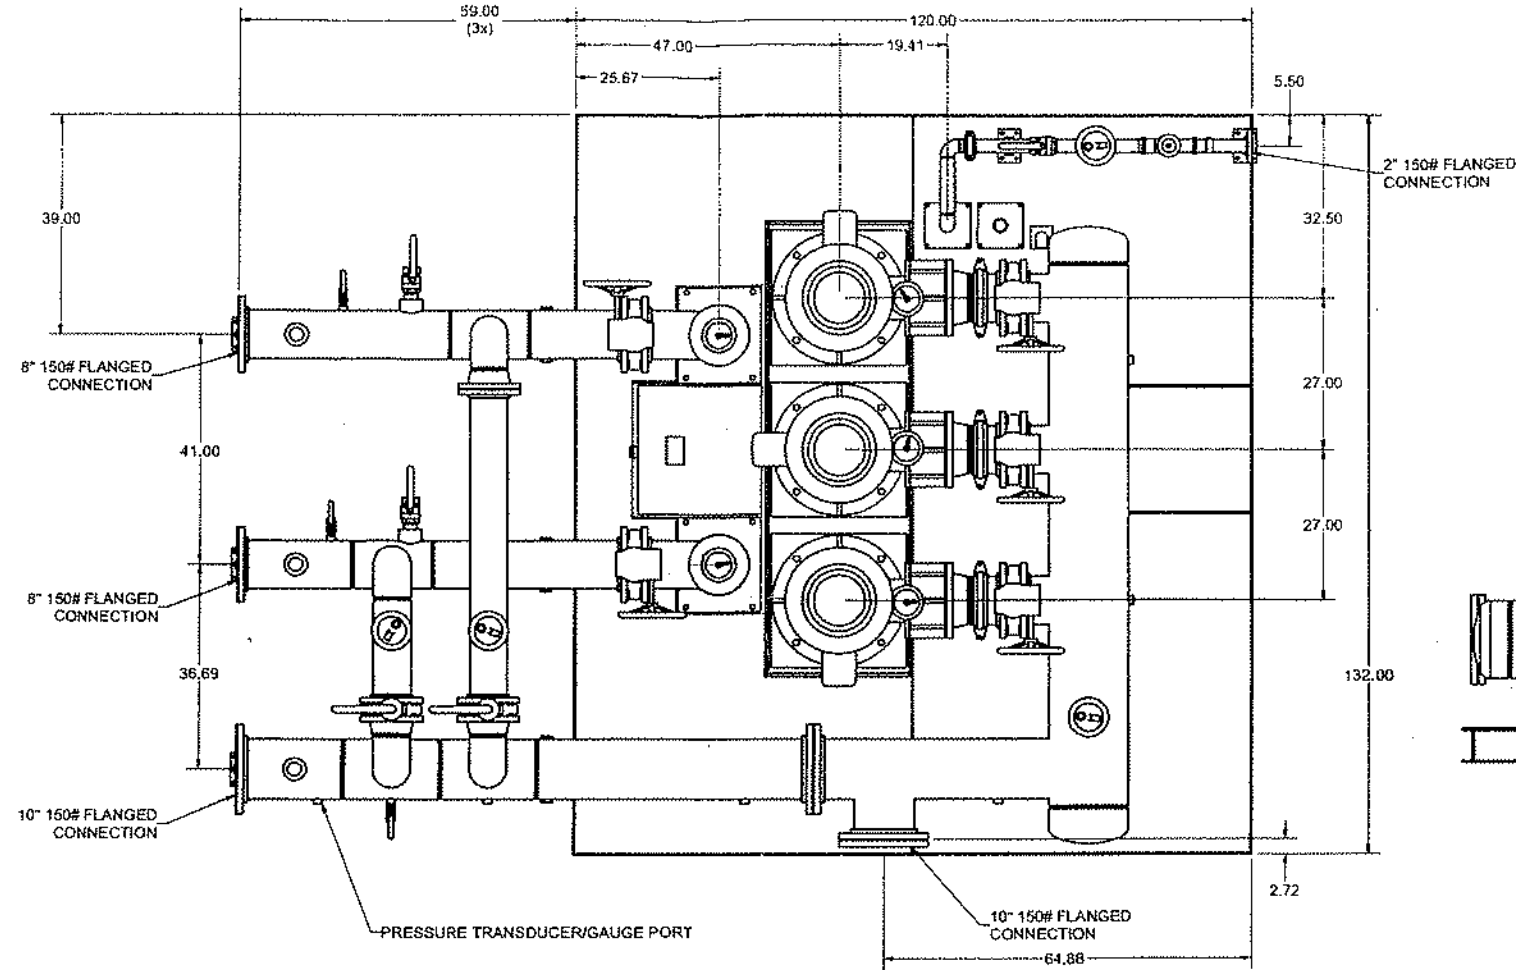 59.00
(3x)
120.00
47.00
19.41
25.67
5.50
2" 150# FLANGED
CONNECTION
39.00
32.50
8" 150# FLANGED
CONNECTION
27.00
41.00
27.00
8" 150# FLANGED
CONNECTION
36.69
132.00
10" 150# FLANGED
CONNECTION
2.72
10" 150# FLANGED
CONNECTION
PRESSURE TRANSDUCER/GAUGE PORT
64.88